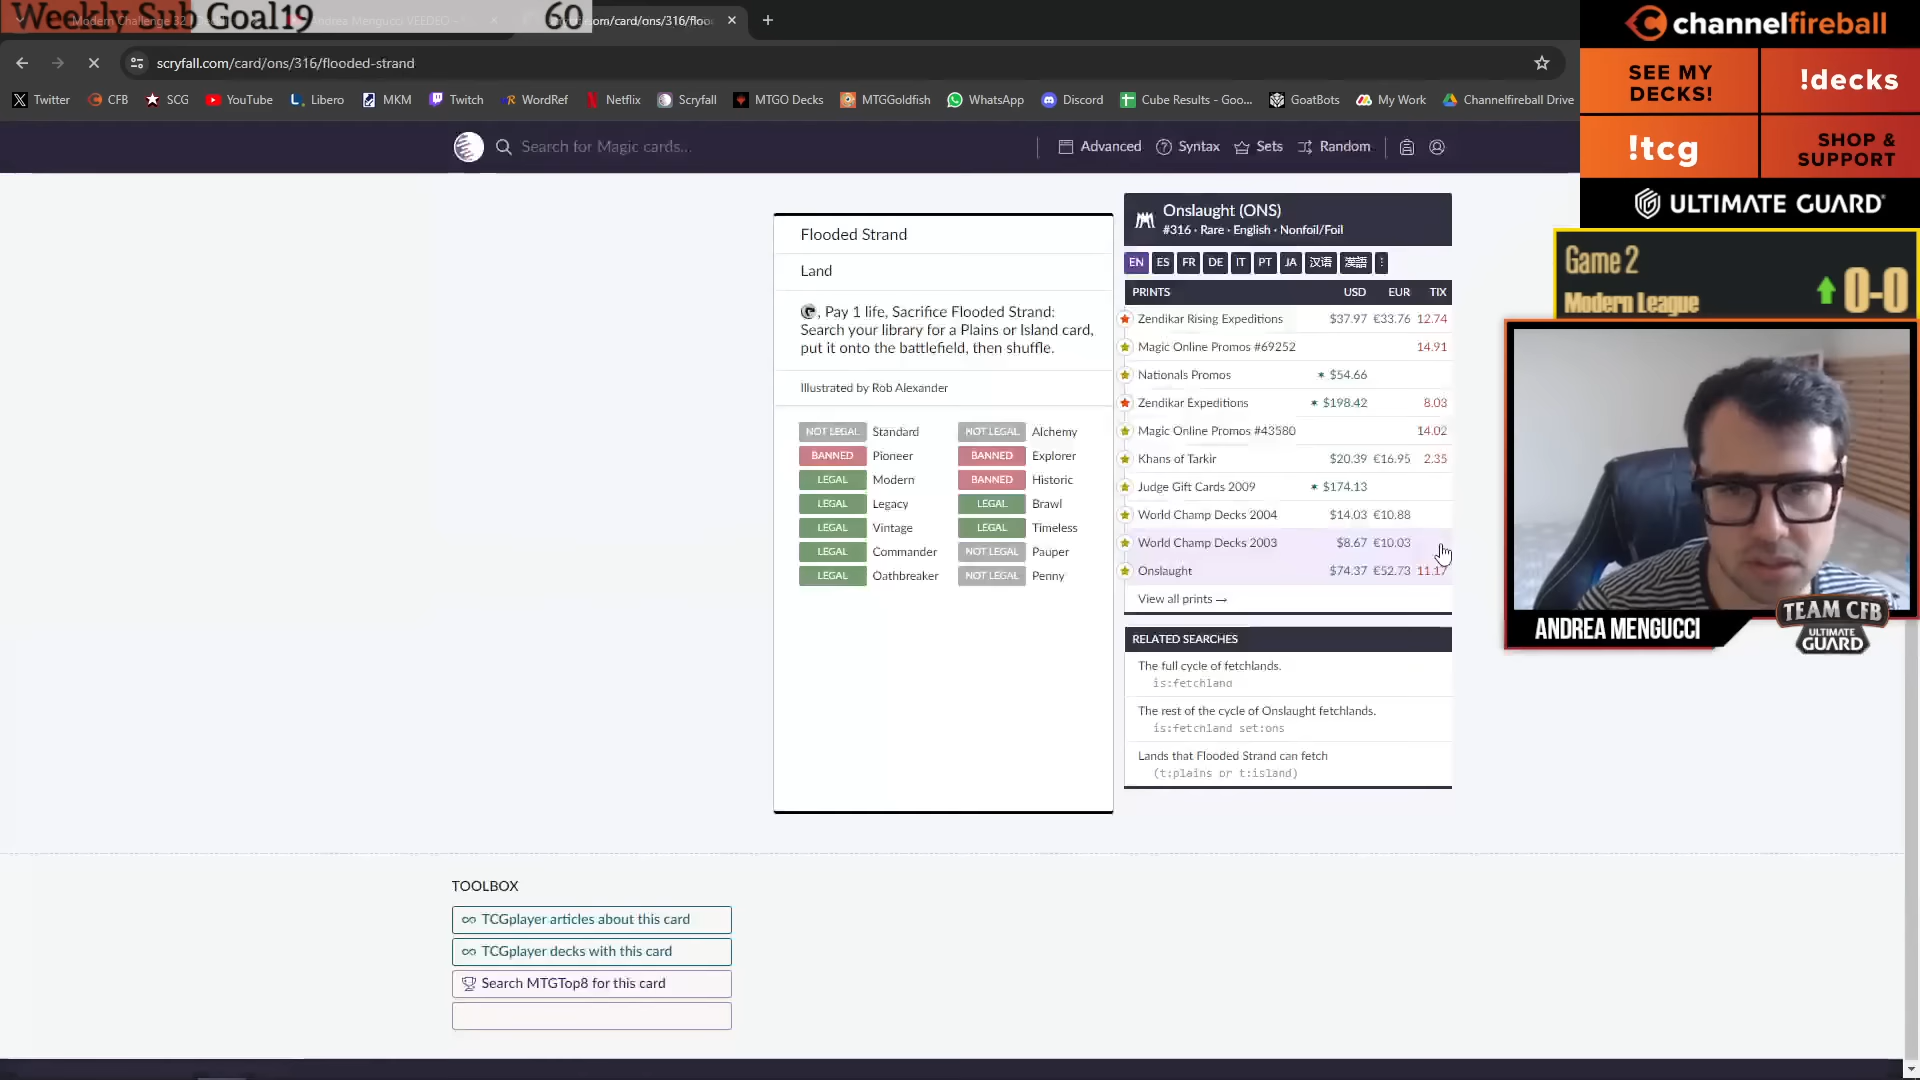 Weekly Sub Goal19 60
Modern Challenge 32
Andrea Mengucci VEEDEO
.com/card/ons/316/floo
scryfall.com/card/ons/316/flooded-strand
Twitter CFB SCG YouTube Libero MKM Twitch WordRef Netflix Scryfall MTGO Decks MTGGoldfish WhatsApp Discord Cube Results - Goo... GoatBots My Work Channelfireball Drive
Search for Magic cards...
Advanced Syntax Sets Random
Flooded Strand
Land
, Pay 1 life, Sacrifice Flooded Strand:
Search your library for a Plains or Island card,
put it onto the battlefield, then shuffle.
Illustrated by Rob Alexander
NOT LEGAL Standard NOT LEGAL Alchemy
BANNED Pioneer BANNED Explorer
LEGAL Modern BANNED Historic
LEGAL Legacy LEGAL Brawl
LEGAL Vintage LEGAL Timeless
LEGAL Commander NOT LEGAL Pauper
LEGAL Oathbreaker NOT LEGAL Penny
Onslaught (ONS)
#316 · Rare · English · Nonfoil/Foil
EN ES FR DE IT PT JA 汉语 漢語
PRINTS USD EUR TIX
Zendikar Rising Expeditions $37.97 €33.76 12.74
Magic Online Promos #69252 14.91
Nationals Promos $54.66
Zendikar Expeditions $198.42 8.03
Magic Online Promos #43580 14.02
Khans of Tarkir $20.39 €16.95 2.35
Judge Gift Cards 2009 $174.13
World Champ Decks 2004 $14.03 €10.88
World Champ Decks 2003 $8.67 €10.03
Onslaught $74.37 €52.73 11.17
View all prints →
RELATED SEARCHES
The full cycle of fetchlands.
is:fetchland
The rest of the cycle of Onslaught fetchlands.
is:fetchland set:ons
Lands that Flooded Strand can fetch
(t:plains or t:island)
TOOLBOX
TCGplayer articles about this card
TCGplayer decks with this card
Search MTGTop8 for this card
channelfireball
SEE MY
DECKS!
!decks
!tcg
SHOP &
SUPPORT
ULTIMATE GUARD
Game 2
Modern League
0-0
ANDREA MENGUCCI
TEAM CFB
ULTIMATE
GUARD